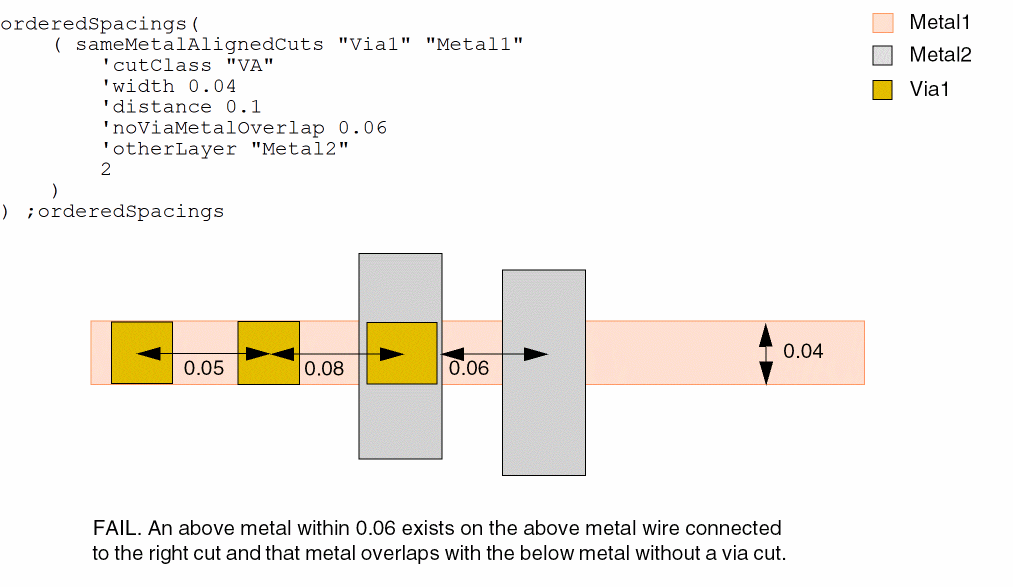 orderedSpacings(
( sameMetalAlignedCuts "Via1" "Metal1"
'cutClass "VA"
'width 0.04
'distance 0.1
'noViaMetalOverlap 0.06
'otherLayer "Metal2"
2
)
) ;orderedSpacings
Metal1
Metal2
Via1
0.05
0.08
0.06
0.04
FAIL. An above metal within 0.06 exists on the above metal wire connected
to the right cut and that metal overlaps with the below metal without a via cut.